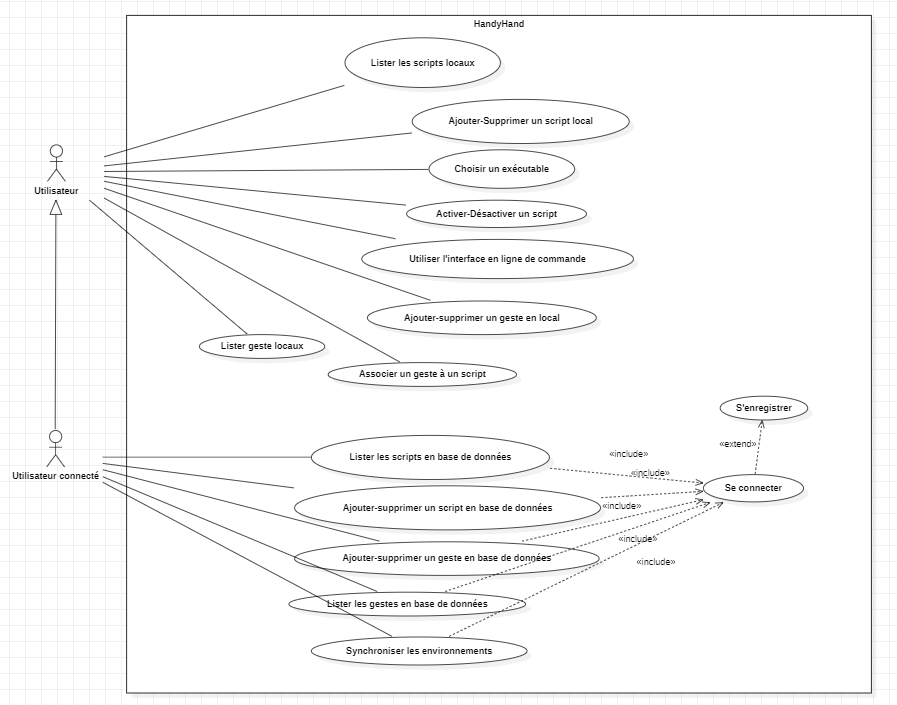 HandyHand
Lister les scripts locaux
Ajouter-Supprimer un script local
Choisir un exécutable
Utilisateur
Activer-Désactiver un script
Utiliser l'interface en ligne de commande
Ajouter-supprimer un geste en local
Lister geste locaux
Associer un geste à un script
S'enregistrer
«extend»
Utilisateur connecté
Lister les scripts en base de données
«include»
«include»
Se connecter
Ajouter-supprimer un script en base de données
«include»
«include»
Ajouter-supprimer un geste en base de données
«include»
Lister les gestes en base de données
Synchroniser les environnements